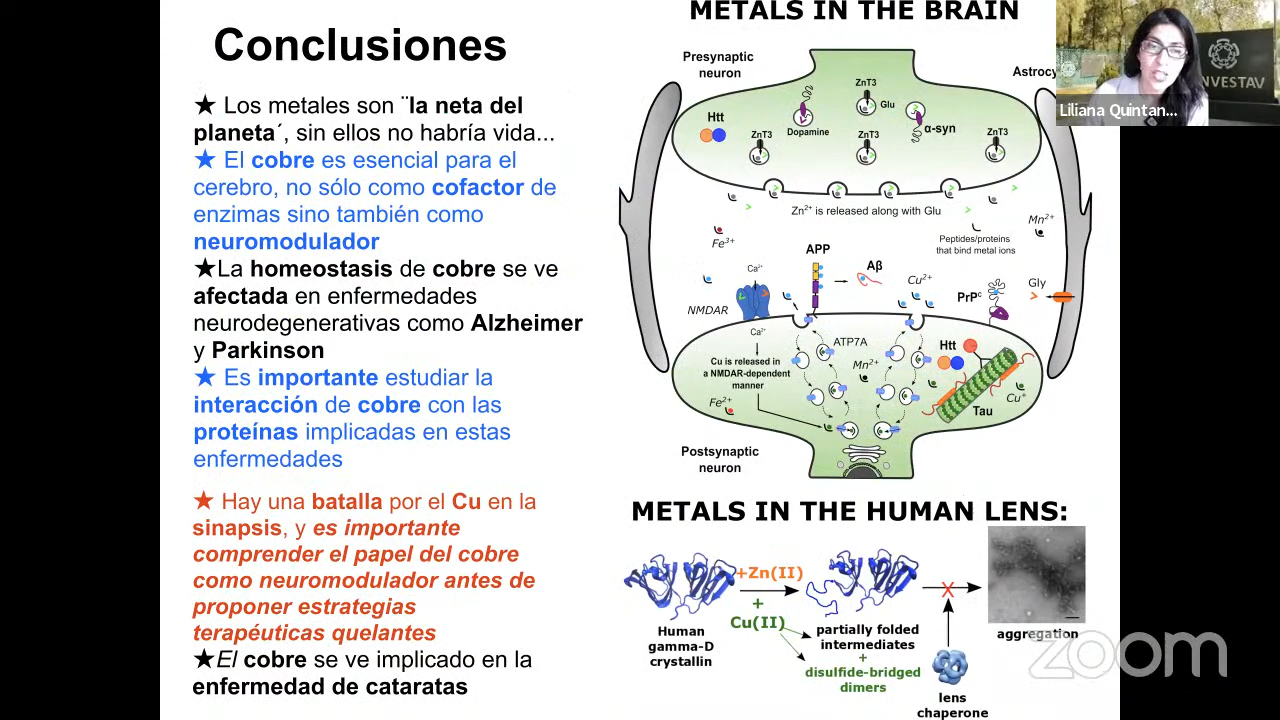 Conclusiones
★ Los metales son ¨la neta del
planeta´, sin ellos no habría vida...
★ El cobre es esencial para el
cerebro, no sólo como cofactor de
enzimas sino también como
neuromodulador
★La homeostasis de cobre se ve
afectada en enfermedades
neurodegenerativas como Alzheimer
y Parkinson
★ Es importante estudiar la
interacción de cobre con las
proteínas implicadas en estas
enfermedades
★ Hay una batalla por el Cu en la
sinapsis, y es importante
comprender el papel del cobre
como neuromodulador antes de
proponer estrategias
terapéuticas quelantes
★El cobre se ve implicado en la
enfermedad de cataratas
METALS IN THE BRAIN
Presynaptic
neuron
Astrocy
NVESTAV
Liliana Quintan...
ZnT3
Glu
Htt
Dopamine
α-syn
ZnT3
ZnT3
ZnT3
Zn²⁺ is released along with Glu
Mn²⁺
Fe³⁺
Peptides/proteins
that bind metal ions
APP
Aβ
Ca²⁺
Cu²⁺
PrPᶜ
Gly
NMDAR
Ca²⁺
ATP7A
Htt
Cu is released in
a NMDAR-dependent
manner
Mn²⁺
Fe²⁺
Cu⁺
Tau
Postsynaptic
neuron
METALS IN THE HUMAN LENS:
+Zn(II)
+
Cu(II)
Human
gamma-D
crystallin
partially folded
intermediates
+
disulfide-bridged
dimers
X
aggregation
lens
chaperone
zoom